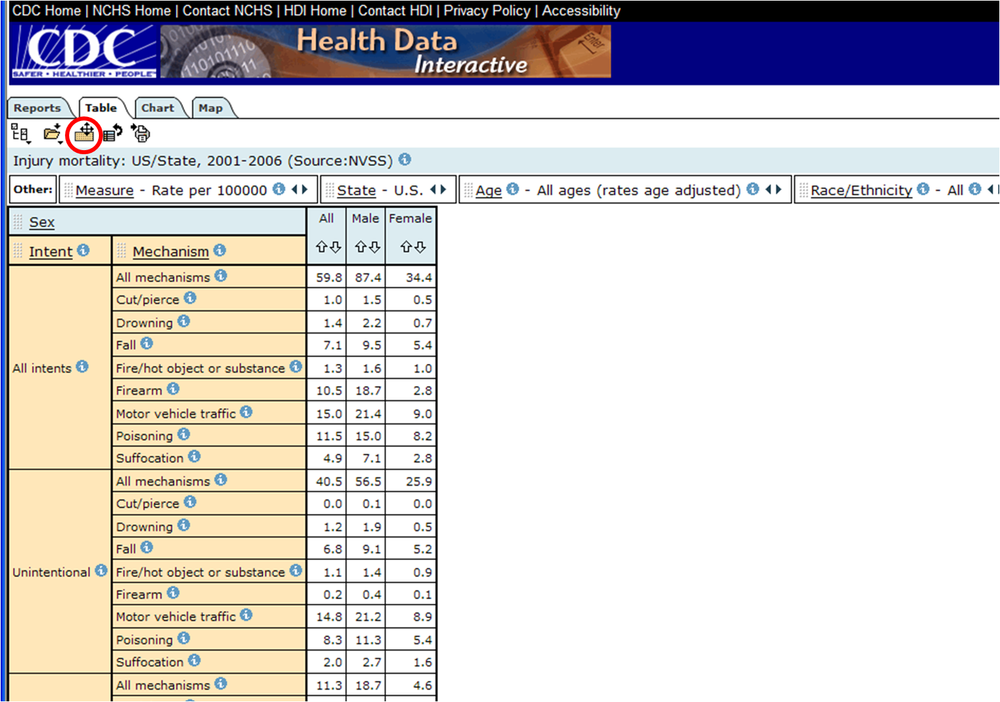 CDC Home | NCHS Home | Contact NCHS | HDI Home | Contact HDI | Privacy Policy | Accessibility
CDC
SAFER • HEALTHIER • PEOPLE™
Health Data
Interactive
Enter
Reports Table Chart Map
Injury mortality: US/State, 2001-2006 (Source:NVSS)
Other: Measure - Rate per 100000 State - U.S. Age - All ages (rates age adjusted) Race/Ethnicity - All
Sex All Male Female
Intent Mechanism
All mechanisms 59.8 87.4 34.4
Cut/pierce 1.0 1.5 0.5
Drowning 1.4 2.2 0.7
Fall 7.1 9.5 5.4
All intents Fire/hot object or substance 1.3 1.6 1.0
Firearm 10.5 18.7 2.8
Motor vehicle traffic 15.0 21.4 9.0
Poisoning 11.5 15.0 8.2
Suffocation 4.9 7.1 2.8
All mechanisms 40.5 56.5 25.9
Cut/pierce 0.0 0.1 0.0
Drowning 1.2 1.9 0.5
Fall 6.8 9.1 5.2
Unintentional Fire/hot object or substance 1.1 1.4 0.9
Firearm 0.2 0.4 0.1
Motor vehicle traffic 14.8 21.2 8.9
Poisoning 8.3 11.3 5.4
Suffocation 2.0 2.7 1.6
All mechanisms 11.3 18.7 4.6